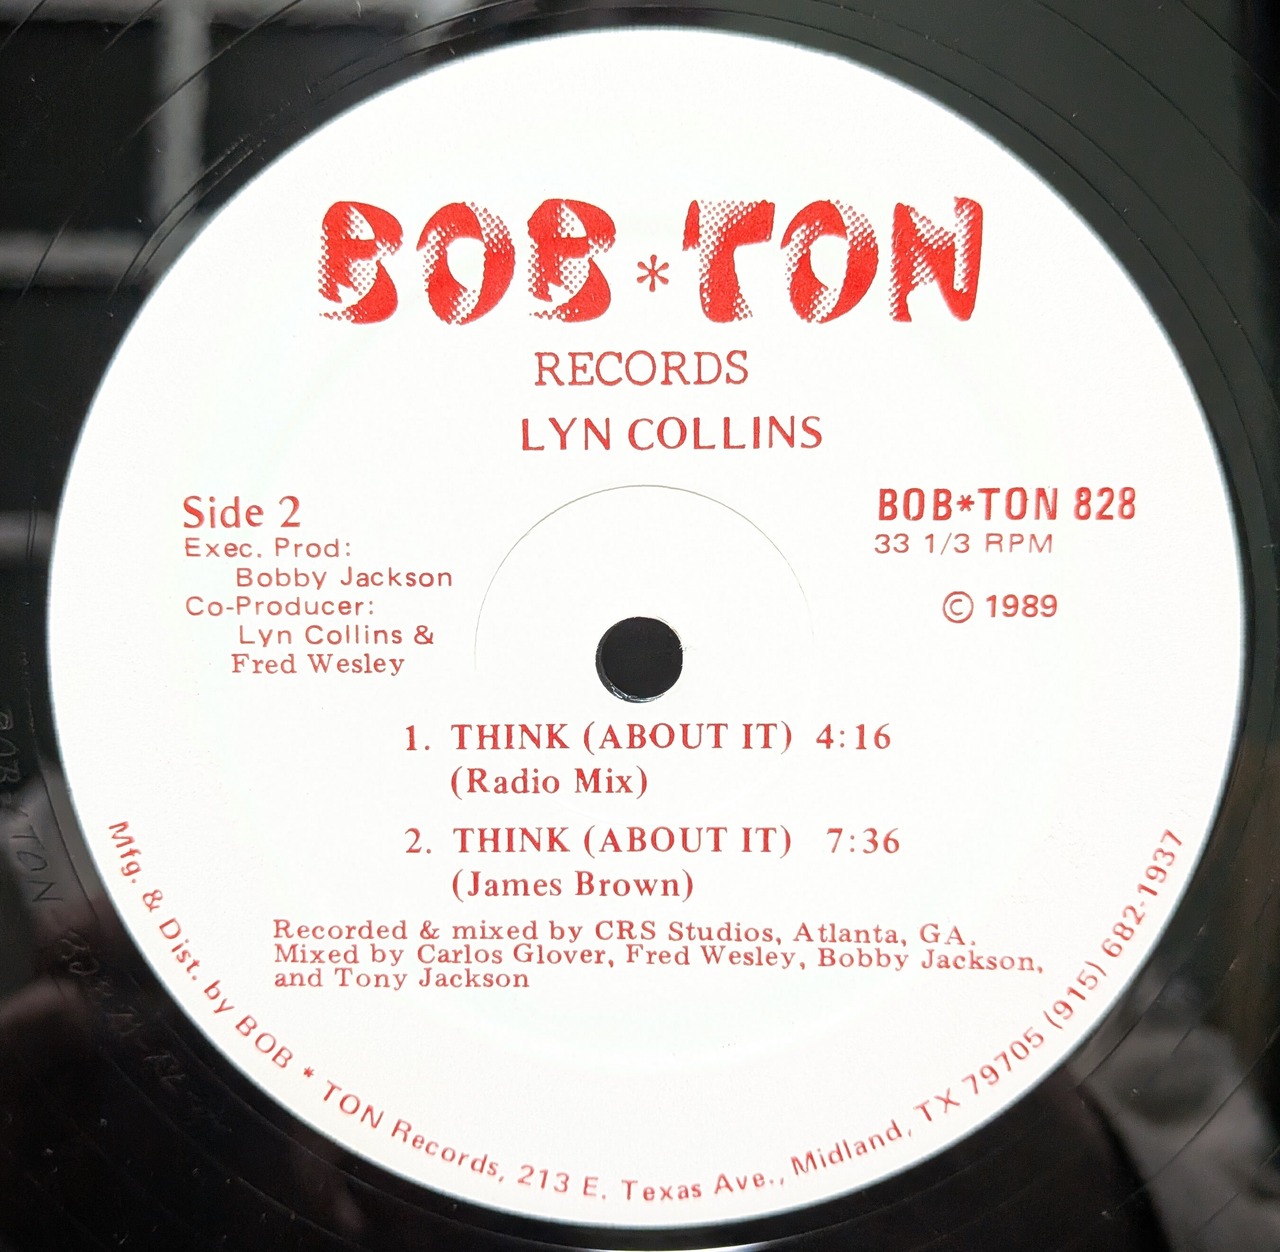 BOB*TON
RECORDS
LYN COLLINS
Side 2
Exec. Prod:
Bobby Jackson
Co-Producer:
Lyn Collins &
Fred Wesley
BOB*TON 828
33 1/3 RPM
© 1989
1. THINK (ABOUT IT) 4:16
(Radio Mix)
2. THINK (ABOUT IT) 7:36
(James Brown)
Recorded & mixed by CRS Studios, Atlanta, GA.
Mixed by Carlos Glover, Fred Wesley, Bobby Jackson,
and Tony Jackson
Mfg. & Dist. by BOB * TON Records, 213 E. Texas Ave., Midland, TX 79705 (915) 682-1937
BOB-TON